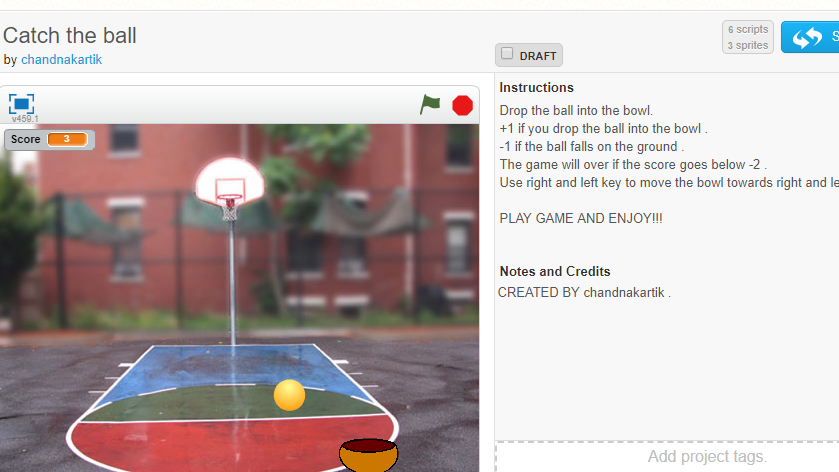 Catch the ball
by chandnakartik
6 scripts
3 sprites
DRAFT
v459.1
Score 3
Instructions
Drop the ball into the bowl.
+1 if you drop the ball into the bowl .
-1 if the ball falls on the ground .
The game will over if the score goes below -2 .
Use right and left key to move the bowl towards right and le
PLAY GAME AND ENJOY!!!
Notes and Credits
CREATED BY chandnakartik .
Add project tags.